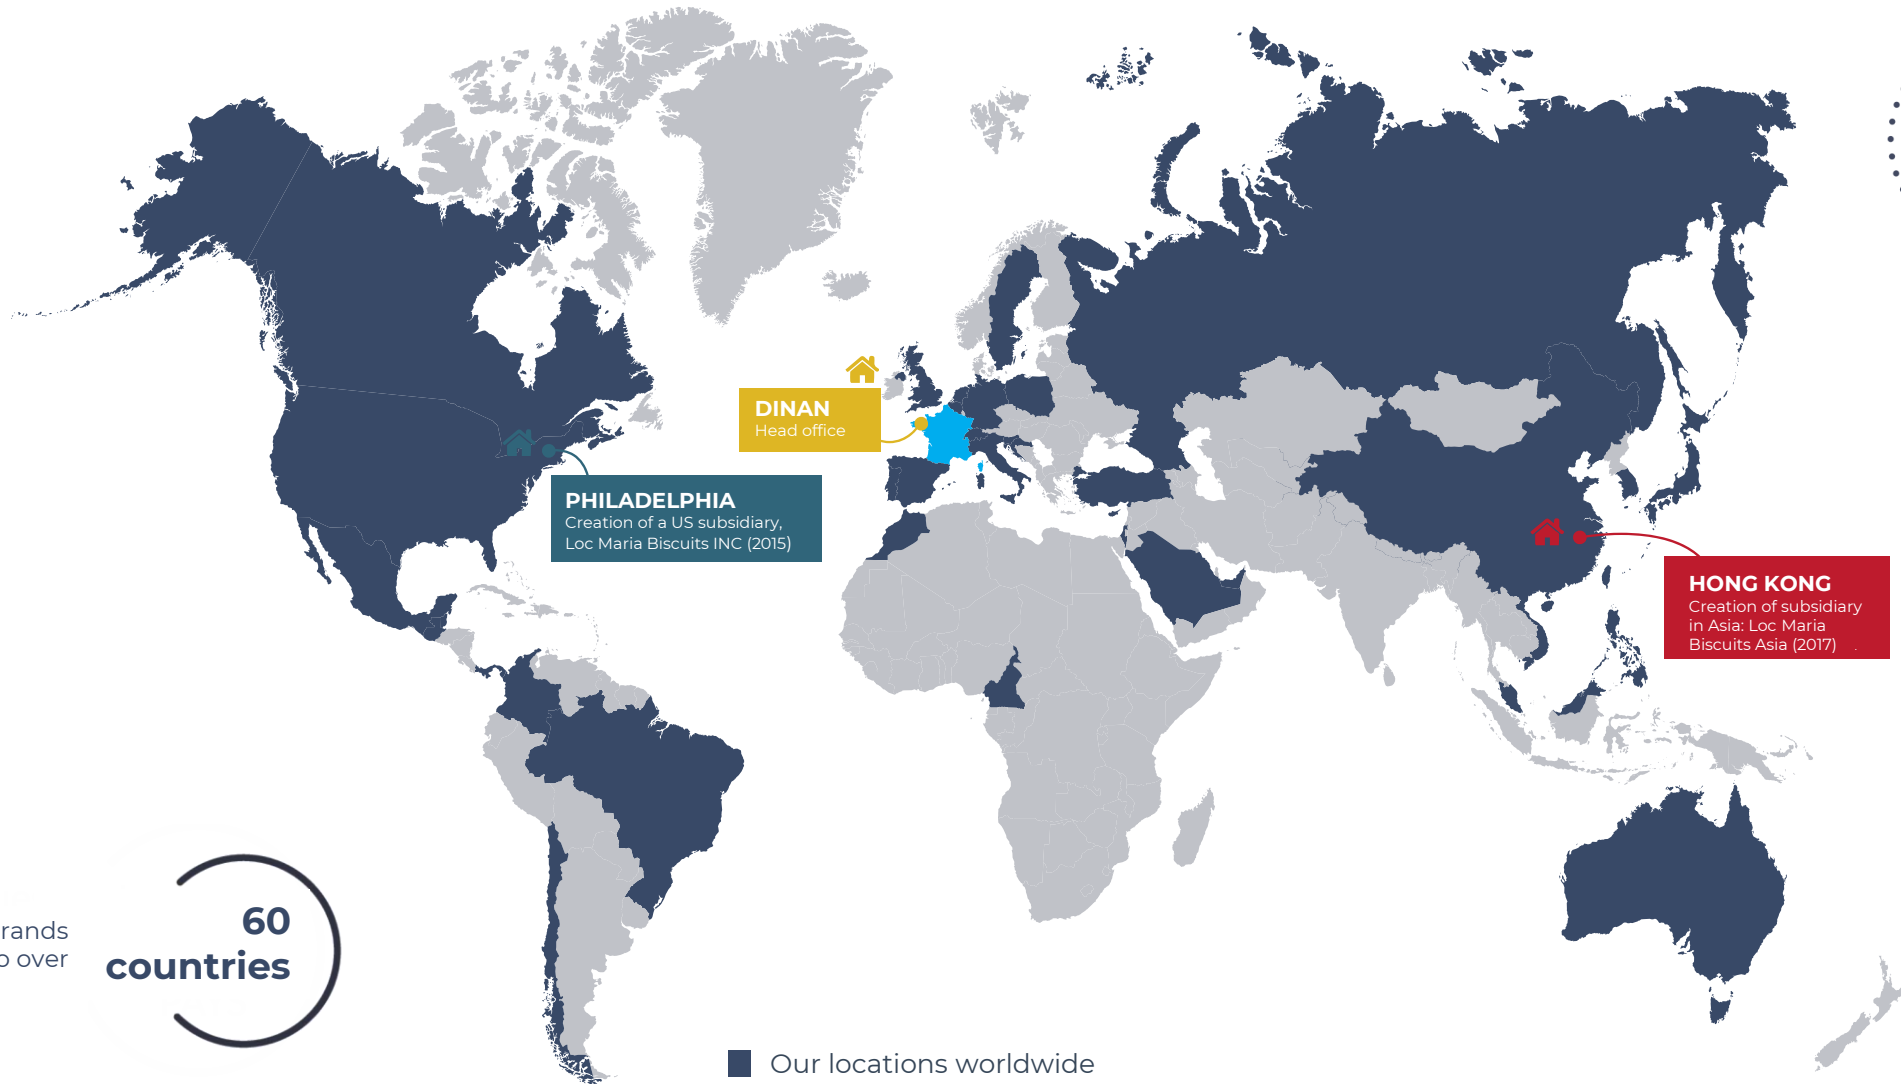 DINAN
Head office
PHILADELPHIA
Creation of a US subsidiary,
Loc Maria Biscuits INC (2015)
HONG KONG
Creation of subsidiary
in Asia: Loc Maria
Biscuits Asia (2017)
rands
over
60
countries
Our locations worldwide